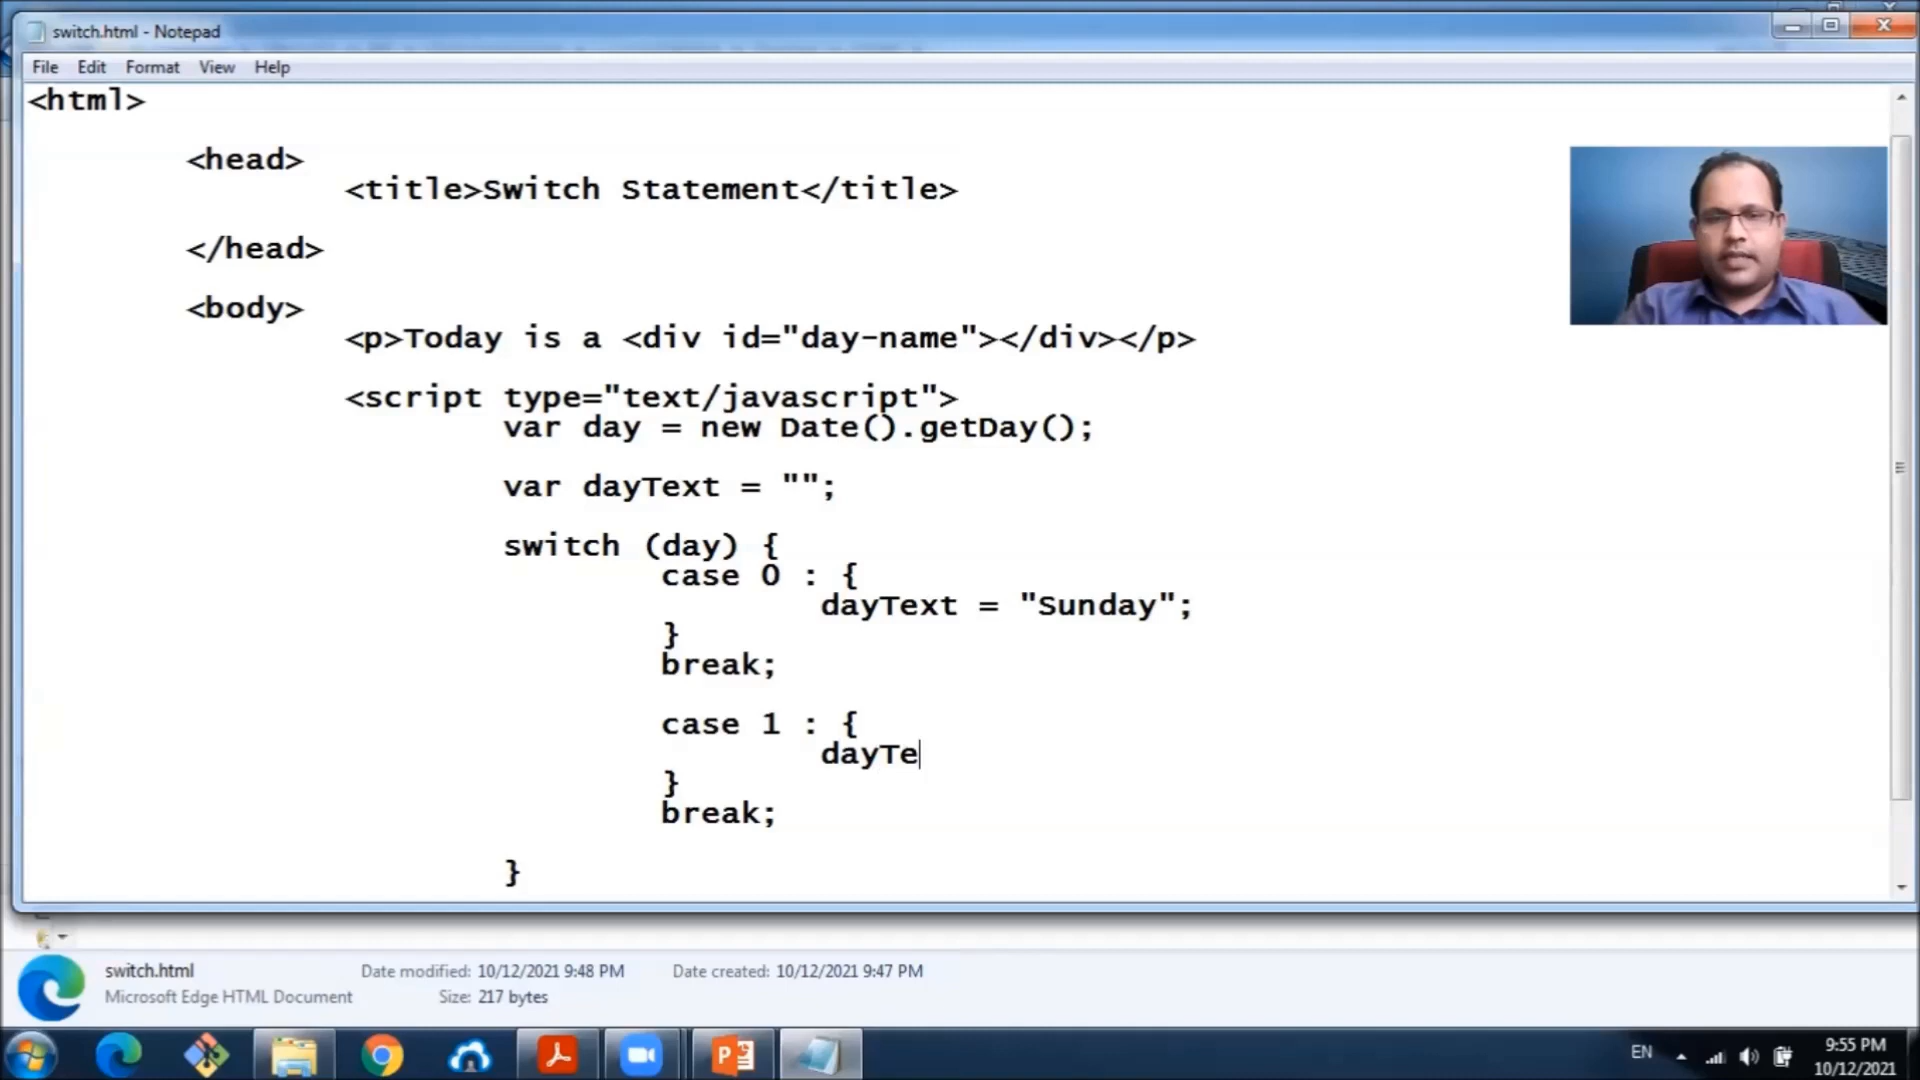 switch.html - Notepad
File Edit Format View Help
<html>
<head>
<title>Switch Statement</title>
</head>
<body>
<p>Today is a <div id="day-name"></div></p>
<script type="text/javascript">
var day = new Date().getDay();
var dayText = "";
switch (day) {
case 0 : {
dayText = "Sunday";
}
break;
case 1 : {
dayTe
}
break;
}
switch.html Date modified: 10/12/2021 9:48 PM Date created: 10/12/2021 9:47 PM
Microsoft Edge HTML Document Size: 217 bytes
EN 9:55 PM
10/12/2021